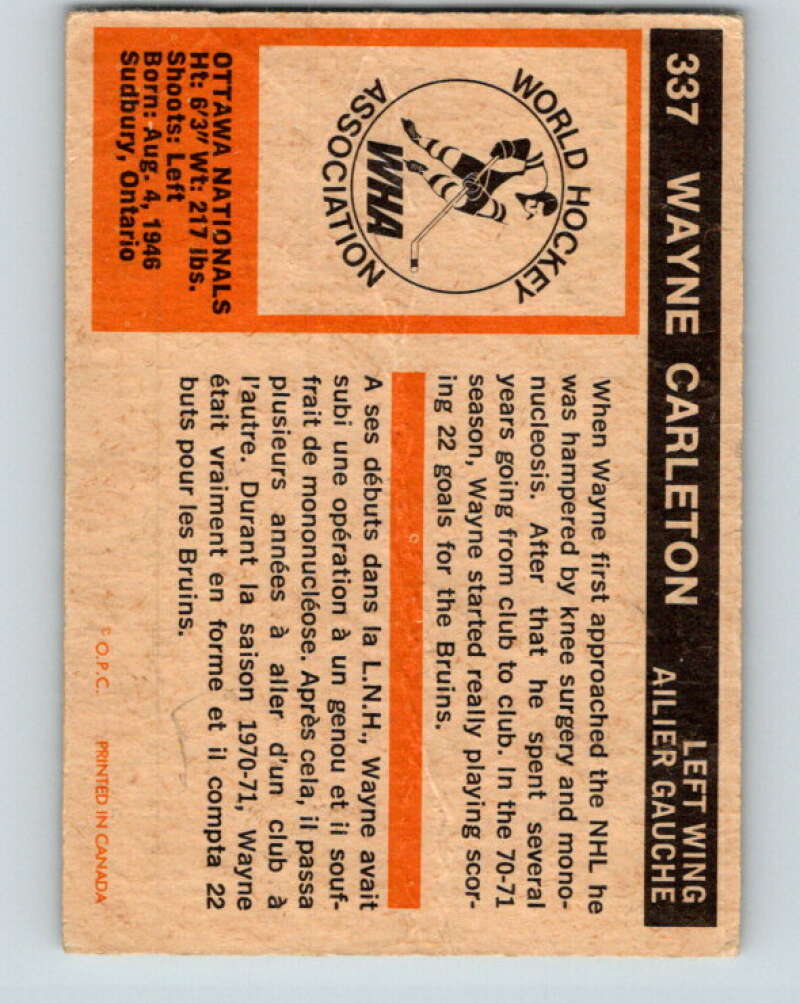 337 WAYNE CARLETON
LEFT WING
AILIER GAUCHE
WORLD HOCKEY
ASSOCIATION
WHA
OTTAWA NATIONALS
Ht: 6'3" Wt: 217 lbs.
Shoots: Left
Born: Aug. 4, 1946
Sudbury, Ontario
When Wayne first approached the NHL he
was hampered by knee surgery and mono-
nucleosis. After that he spent several
years going from club to club. In the 70-71
season, Wayne started really playing scor-
ing 22 goals for the Bruins.
A ses débuts dans la L.N.H., Wayne avait
subi une opération à un genou et il souf-
frait de mononucléose. Après cela, il passa
plusieurs années à aller d'un club à
l'autre. Durant la saison 1970-71, Wayne
était vraiment en forme et il compta 22
buts pour les Bruins.
© O.P.C. PRINTED IN CANADA